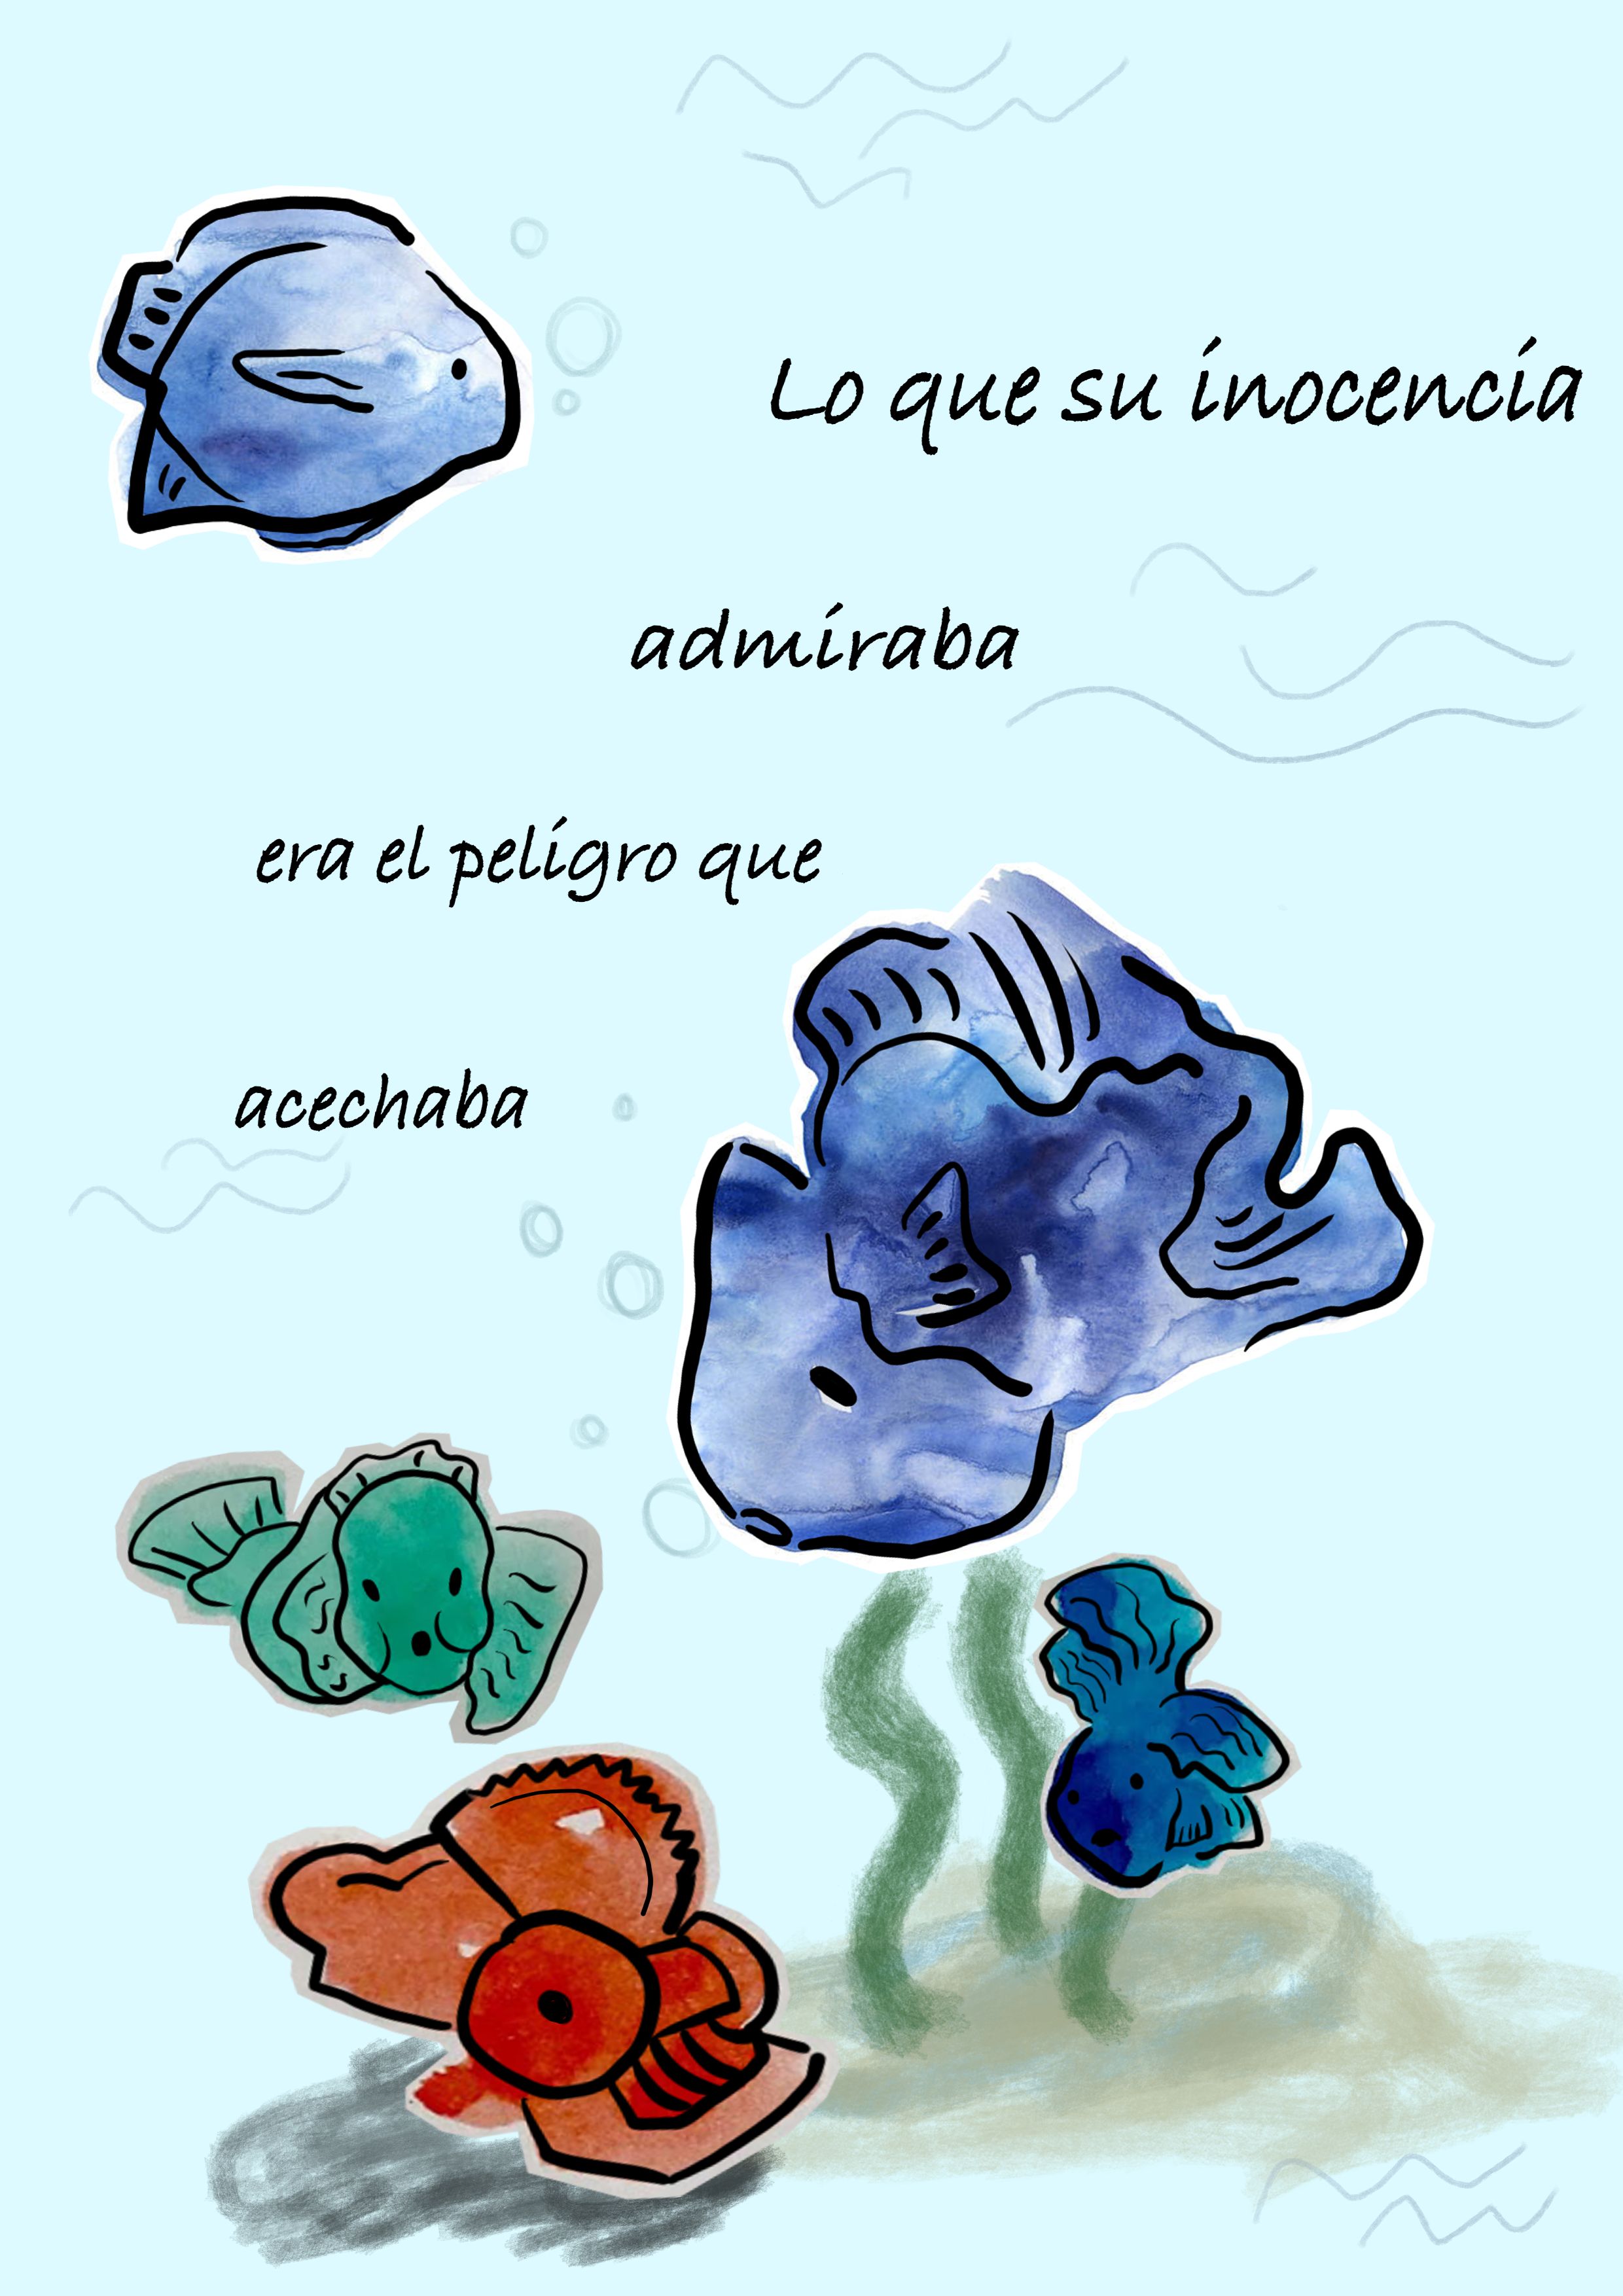 Lo que su inocencia
admiraba
era el peligro que
acechaba